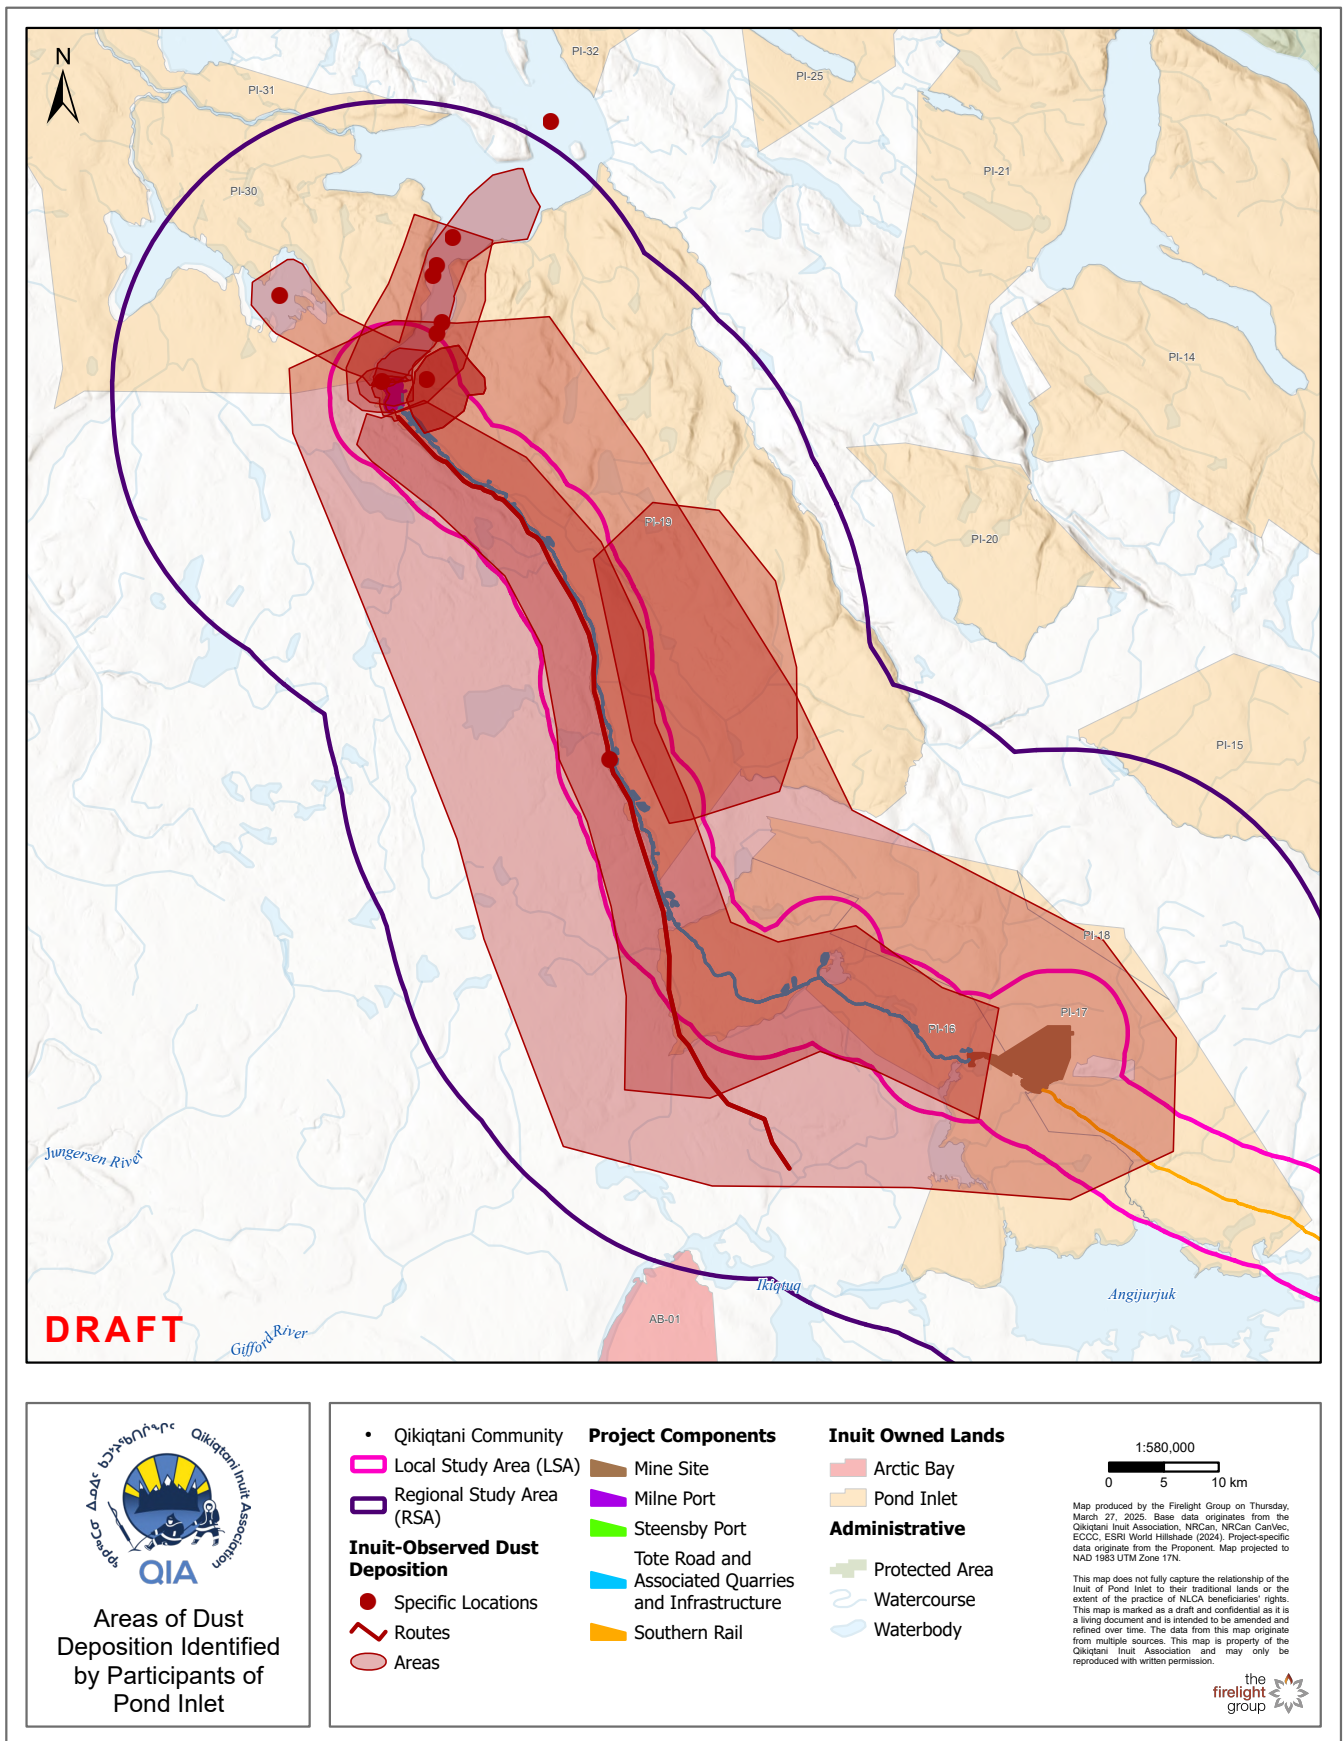 N
PI-32
PI-25
PI-31
PI-21
PI-30
PI-14
PI-19
PI-20
PI-15
PI-18
PI-17
PI-16
Jungersen River
Ikiqtuq
Angijurjuk
AB-01
Gifford River
DRAFT
Qikiqtani Inuit Association
QIA
Areas of Dust
Deposition Identified
by Participants of
Pond Inlet
Qikiqtani Community
Local Study Area (LSA)
Regional Study Area
(RSA)
Inuit-Observed Dust
Deposition
Specific Locations
Routes
Areas
Project Components
Mine Site
Milne Port
Steensby Port
Tote Road and
Associated Quarries
and Infrastructure
Southern Rail
Inuit Owned Lands
Arctic Bay
Pond Inlet
Administrative
Protected Area
Watercourse
Waterbody
1:580,000
0 5 10 km
Map produced by the Firelight Group on Thursday,
March 27, 2025. Base data originates from the
Qikiqtani Inuit Association, NRCan, NRCan CanVec,
ECCC, ESRI World Hillshade (2024). Project-specific
data originate from the Proponent. Map projected to
NAD 1983 UTM Zone 17N.
This map does not fully capture the relationship of the
Inuit of Pond Inlet to their traditional lands or the
extent of the practice of NLCA beneficiaries' rights.
This map is marked as a draft and confidential as it is
a living document and is intended to be amended and
refined over time. The data from this map originate
from multiple sources. This map is property of the
Qikiqtani Inuit Association and may only be
reproduced with written permission.
the
firelight
group